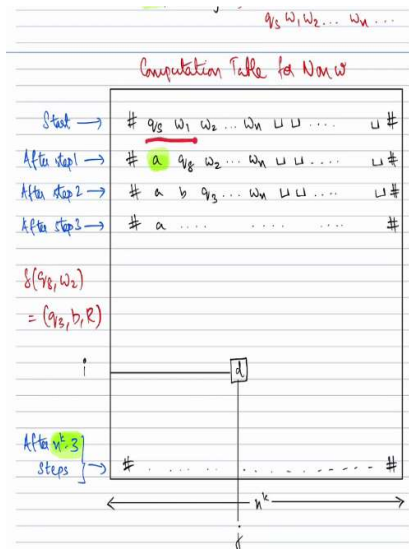 q_s w_1 w_2 ... w_n ...
Computation Table for N on w
Start → # q_s w_1 w_2 ... w_n ⊔ ⊔ .... ⊔ #
After step 1 → # a q_8 w_2 ... w_n ⊔ ⊔ .... ⊔ #
After step 2 → # a b q_3 ... w_n ⊔ ⊔ .... ⊔ #
After step 3 → # a .... .... .... #
δ(q_8, w_2)
= (q_3, b, R)
i
d
After n^k-3
Steps → # .............. #
n^k
j